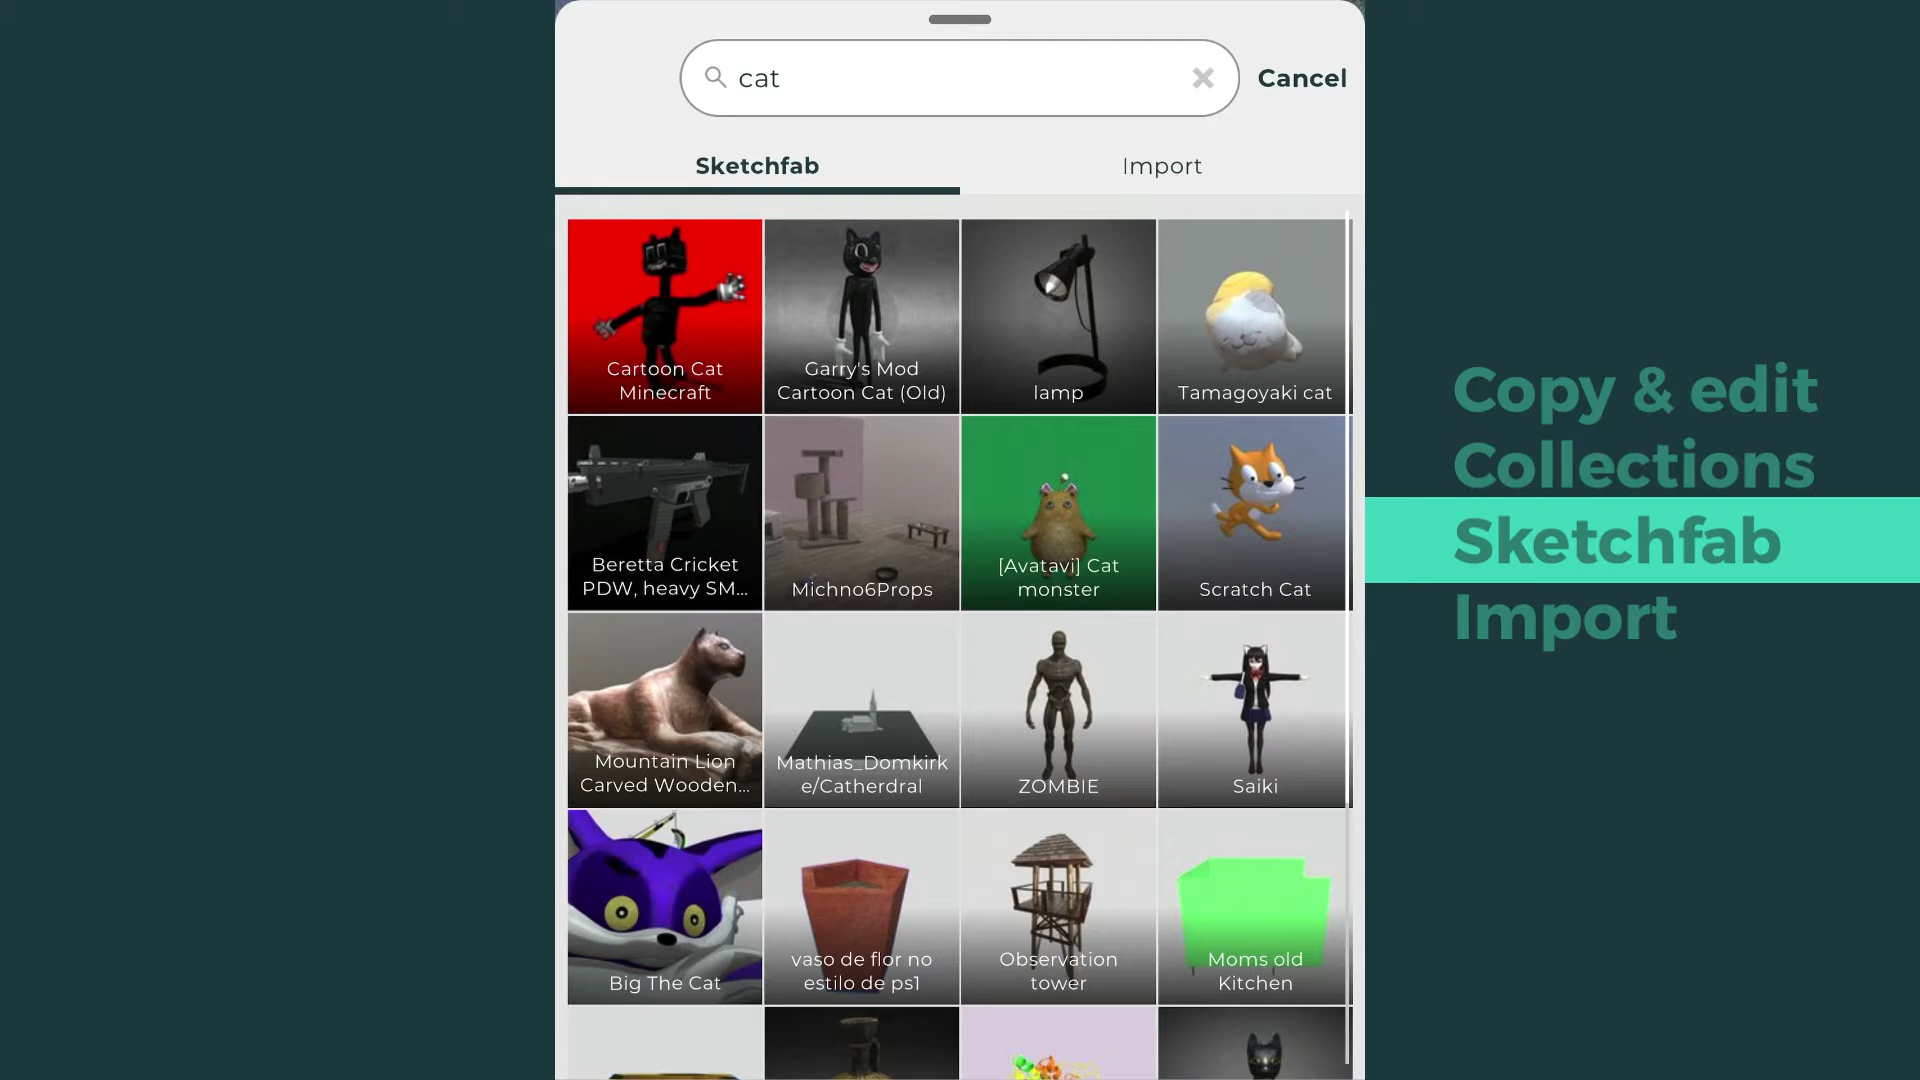 cat
Cancel
Sketchfab
Import
Cartoon Cat
Minecraft
Garry's Mod
Cartoon Cat (Old)
lamp
Tamagoyaki cat
Beretta Cricket
PDW, heavy SM...
Michno6Props
[Avatavi] Cat
monster
Scratch Cat
Mountain Lion
Carved Wooden...
Mathias_Domkirk
e/Catherdral
ZOMBIE
Saiki
Big The Cat
vaso de flor no
estilo de ps1
Observation
tower
Moms old
Kitchen
Copy & edit
Collections
Sketchfab
Import